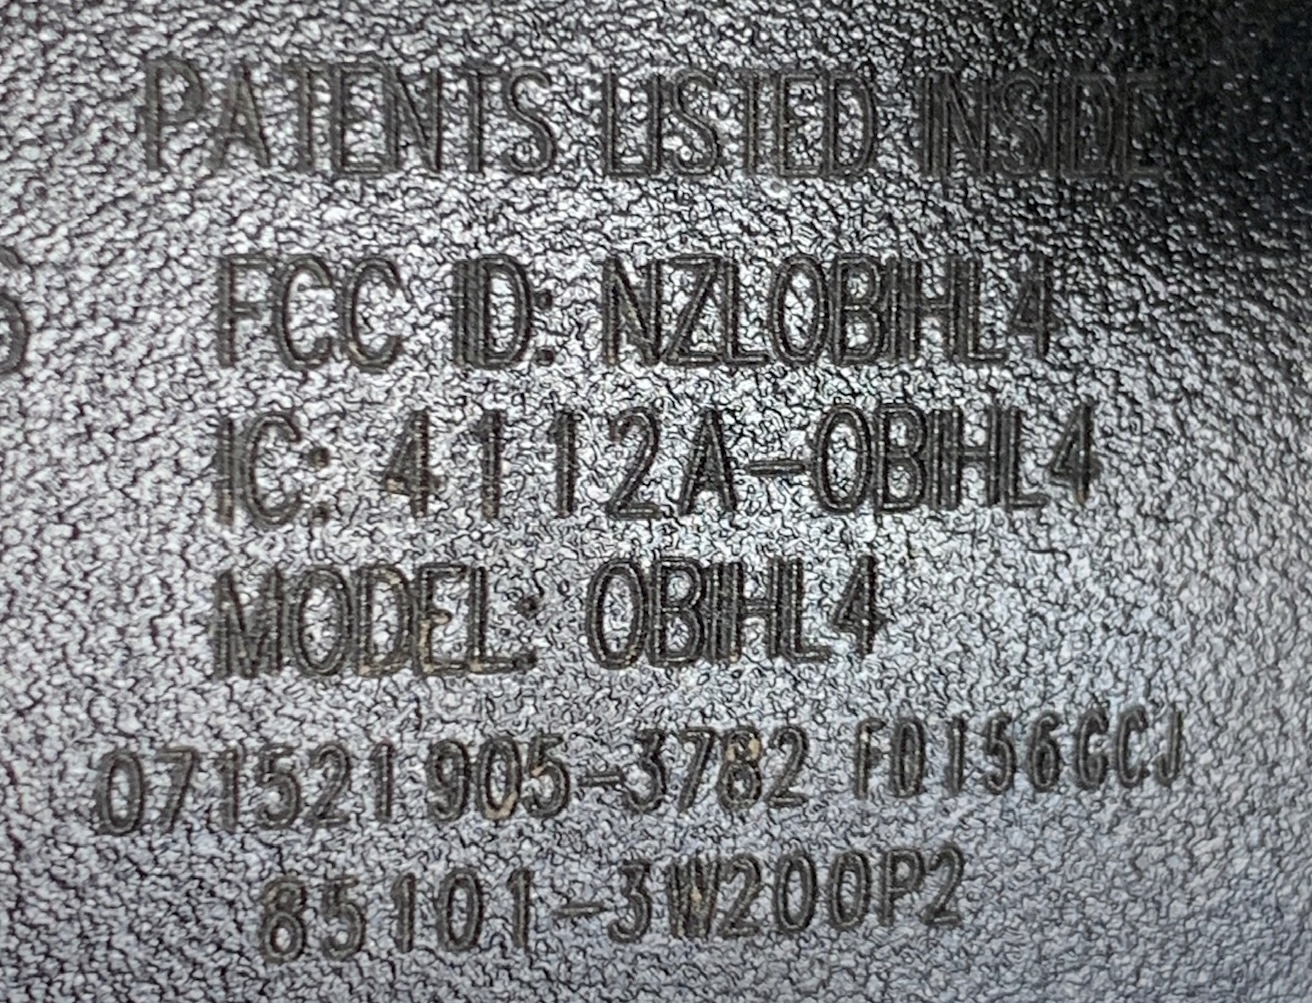 PATENTS LISTED INSIDE
FCC ID: NZLOBIHL4
IC: 4112A-OBIHL4
MODEL: OBIHL4
071521905-3782 F0156GCJ
85101-3W200P2